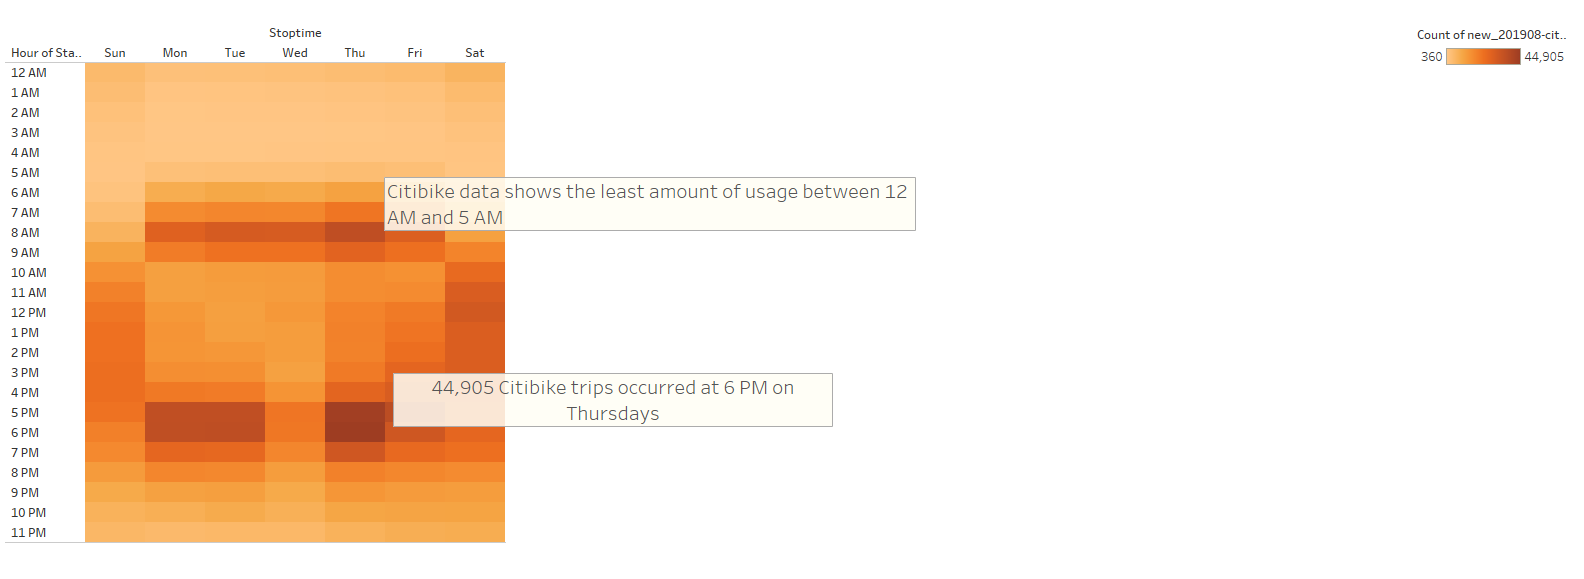 Stoptime
Count of new_201908-cit..
Hour of Sta.. Sun Mon Tue Wed Thu Fri Sat
360 44,905
12 AM
1 AM
2 AM
3 AM
4 AM
5 AM
6 AM
7 AM
8 AM
9 AM
10 AM
11 AM
12 PM
1 PM
2 PM
3 PM
4 PM
5 PM
6 PM
7 PM
8 PM
9 PM
10 PM
11 PM
Citibike data shows the least amount of usage between 12
AM and 5 AM
44,905 Citibike trips occurred at 6 PM on
Thursdays